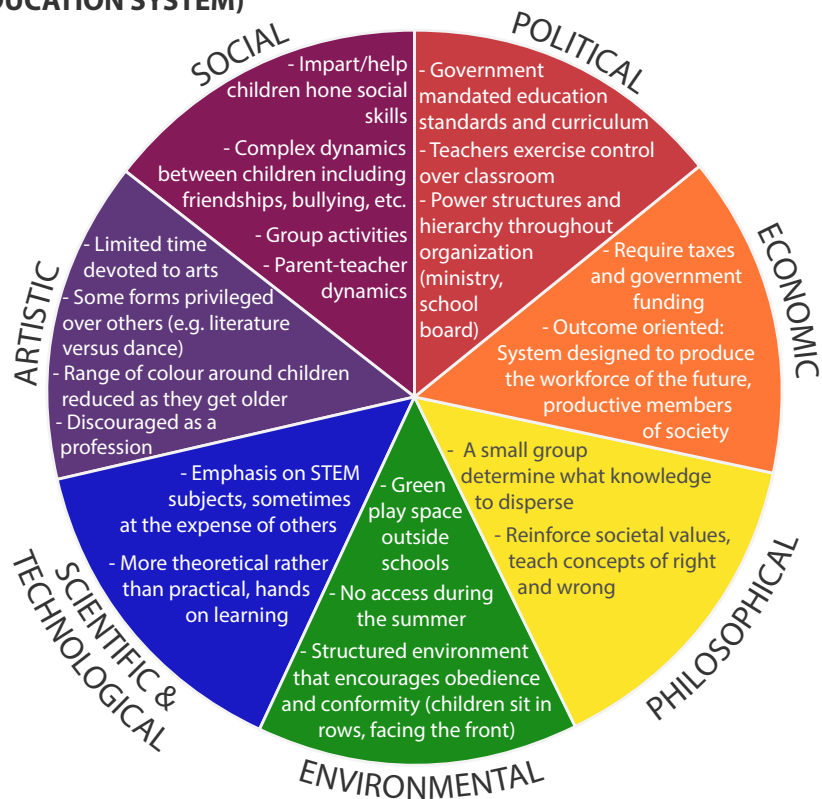 DUCATION SYSTEM)
SOCIAL
- Impart/help
children hone social
skills
- Complex dynamics
between children including
friendships, bullying, etc.
- Group activities
- Parent-teacher
dynamics
POLITICAL
- Government
mandated education
standards and curriculum
- Teachers exercise control
over classroom
- Power structures and
hierarchy throughout
organization
(ministry,
school
board)
ECONOMIC
- Require taxes
and government
funding
- Outcome oriented:
System designed to produce
the workforce of the future,
productive members
of society
PHILOSOPHICAL
- A small group
determine what knowledge
to disperse
- Reinforce societal values,
teach concepts of right
and wrong
ENVIRONMENTAL
- Green
play space
outside
schools
- No access during
the summer
- Structured environment
that encourages obedience
and conformity (children sit in
rows, facing the front)
SCIENTIFIC &
TECHNOLOGICAL
- Emphasis on STEM
subjects, sometimes
at the expense of others
- More theoretical rather
than practical, hands
on learning
ARTISTIC
- Limited time
devoted to arts
- Some forms privileged
over others (e.g. literature
versus dance)
- Range of colour around children
reduced as they get older
- Discouraged as a
profession